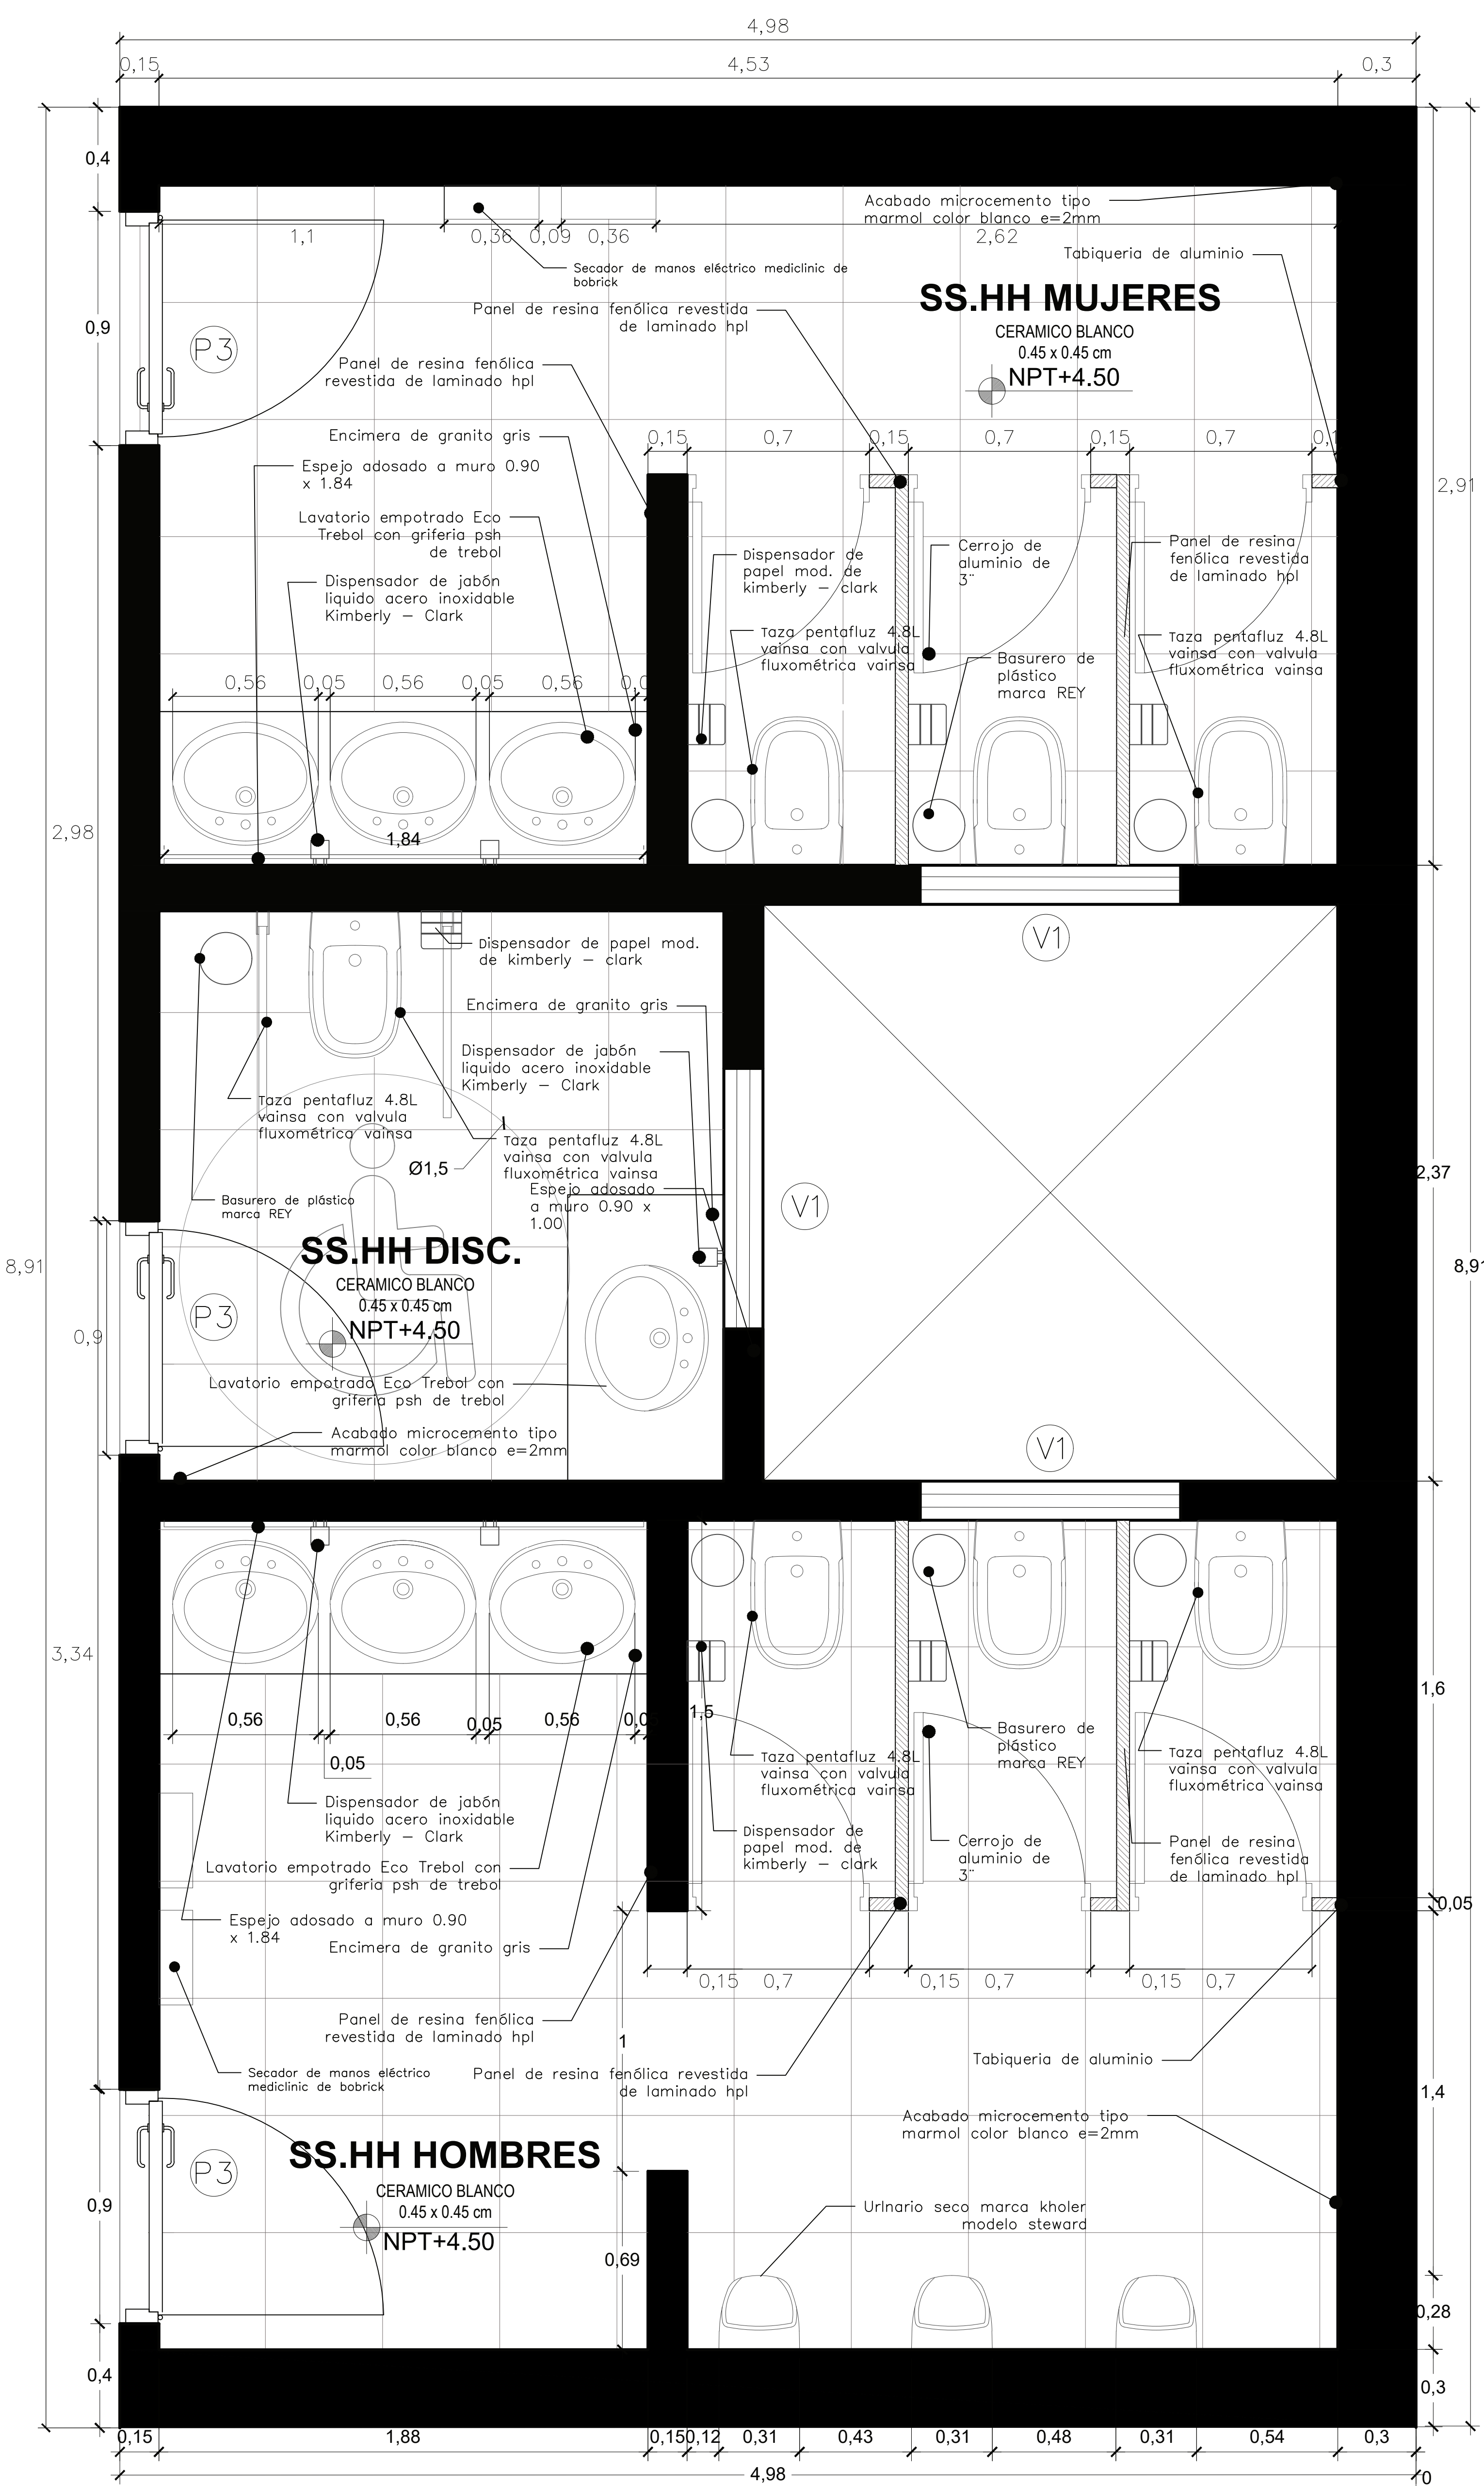 4,98
0,15
4,53
0,3
0,4
Acabado microcemento tipo
marmol color blanco e=2mm
1,1
0,36
0,09
0,36
2,62
Tabiqueria de aluminio
Secador de manos eléctrico mediclinic de
bobrick
SS.HH MUJERES
Panel de resina fenólica revestida
de laminado hpl
0,9
CERAMICO BLANCO
0.45 x 0.45 cm
NPT+4.50
P3
Panel de resina fenólica
revestida de laminado hpl
Encimera de granito gris
0,15
0,7
0,15
0,7
0,15
0,7
Espejo adosado a muro 0.90
x 1.84
2,91
Lavatorio empotrado Eco
Trebol con griferia psh
de trebol
Dispensador de
papel mod. de
kimberly – clark
Cerrojo de
aluminio de
3"
Panel de resina
fenólica revestida
de laminado hpl
Dispensador de jabón
liquido acero inoxidable
Kimberly – Clark
Taza pentafluz 4.8L
vainsa con valvula
fluxométrica vainsa
Basurero de
plástico
marca REY
Taza pentafluz 4.8L
vainsa con valvula
fluxométrica vainsa
0,56
0,05
0,56
0,05
0,56
2,98
1,84
Dispensador de papel mod.
de kimberly – clark
V1
Encimera de granito gris
Dispensador de jabón
liquido acero inoxidable
Kimberly – Clark
Taza pentafluz 4.8L
vainsa con valvula
fluxométrica vainsa
Taza pentafluz 4.8L
vainsa con valvula
fluxométrica vainsa
Ø1,5
2,37
Espejo adosado
a muro 0.90 x
1.00
Basurero de plástico
marca REY
V1
SS.HH DISC.
8,91
8,91
CERAMICO BLANCO
0.45 x 0.45 cm
NPT+4.50
P3
0,9
Lavatorio empotrado Eco Trebol con
griferia psh de trebol
Acabado microcemento tipo
marmol color blanco e=2mm
V1
3,34
1,6
0,56
0,56
0,05
0,56
1,5
0,05
Taza pentafluz 4.8L
vainsa con valvula
fluxométrica vainsa
Basurero de
plástico
marca REY
Taza pentafluz 4.8L
vainsa con valvula
fluxométrica vainsa
Dispensador de jabón
liquido acero inoxidable
Kimberly – Clark
Dispensador de
papel mod. de
kimberly – clark
Cerrojo de
aluminio de
3"
Panel de resina
fenólica revestida
de laminado hpl
Lavatorio empotrado Eco Trebol con
griferia psh de trebol
0,05
Espejo adosado a muro 0.90
x 1.84
Encimera de granito gris
0,15
0,7
0,15
0,7
0,15
0,7
Panel de resina fenólica
revestida de laminado hpl
1
Secador de manos eléctrico
mediclinic de bobrick
Panel de resina fenólica revestida
de laminado hpl
Tabiqueria de aluminio
1,4
Acabado microcemento tipo
marmol color blanco e=2mm
SS.HH HOMBRES
P3
CERAMICO BLANCO
0.45 x 0.45 cm
NPT+4.50
0,9
UrInario seco marca kholer
modelo steward
0,69
0,28
0,4
0,3
0,15
1,88
0,15
0,12
0,31
0,43
0,31
0,48
0,31
0,54
0,3
4,98
0